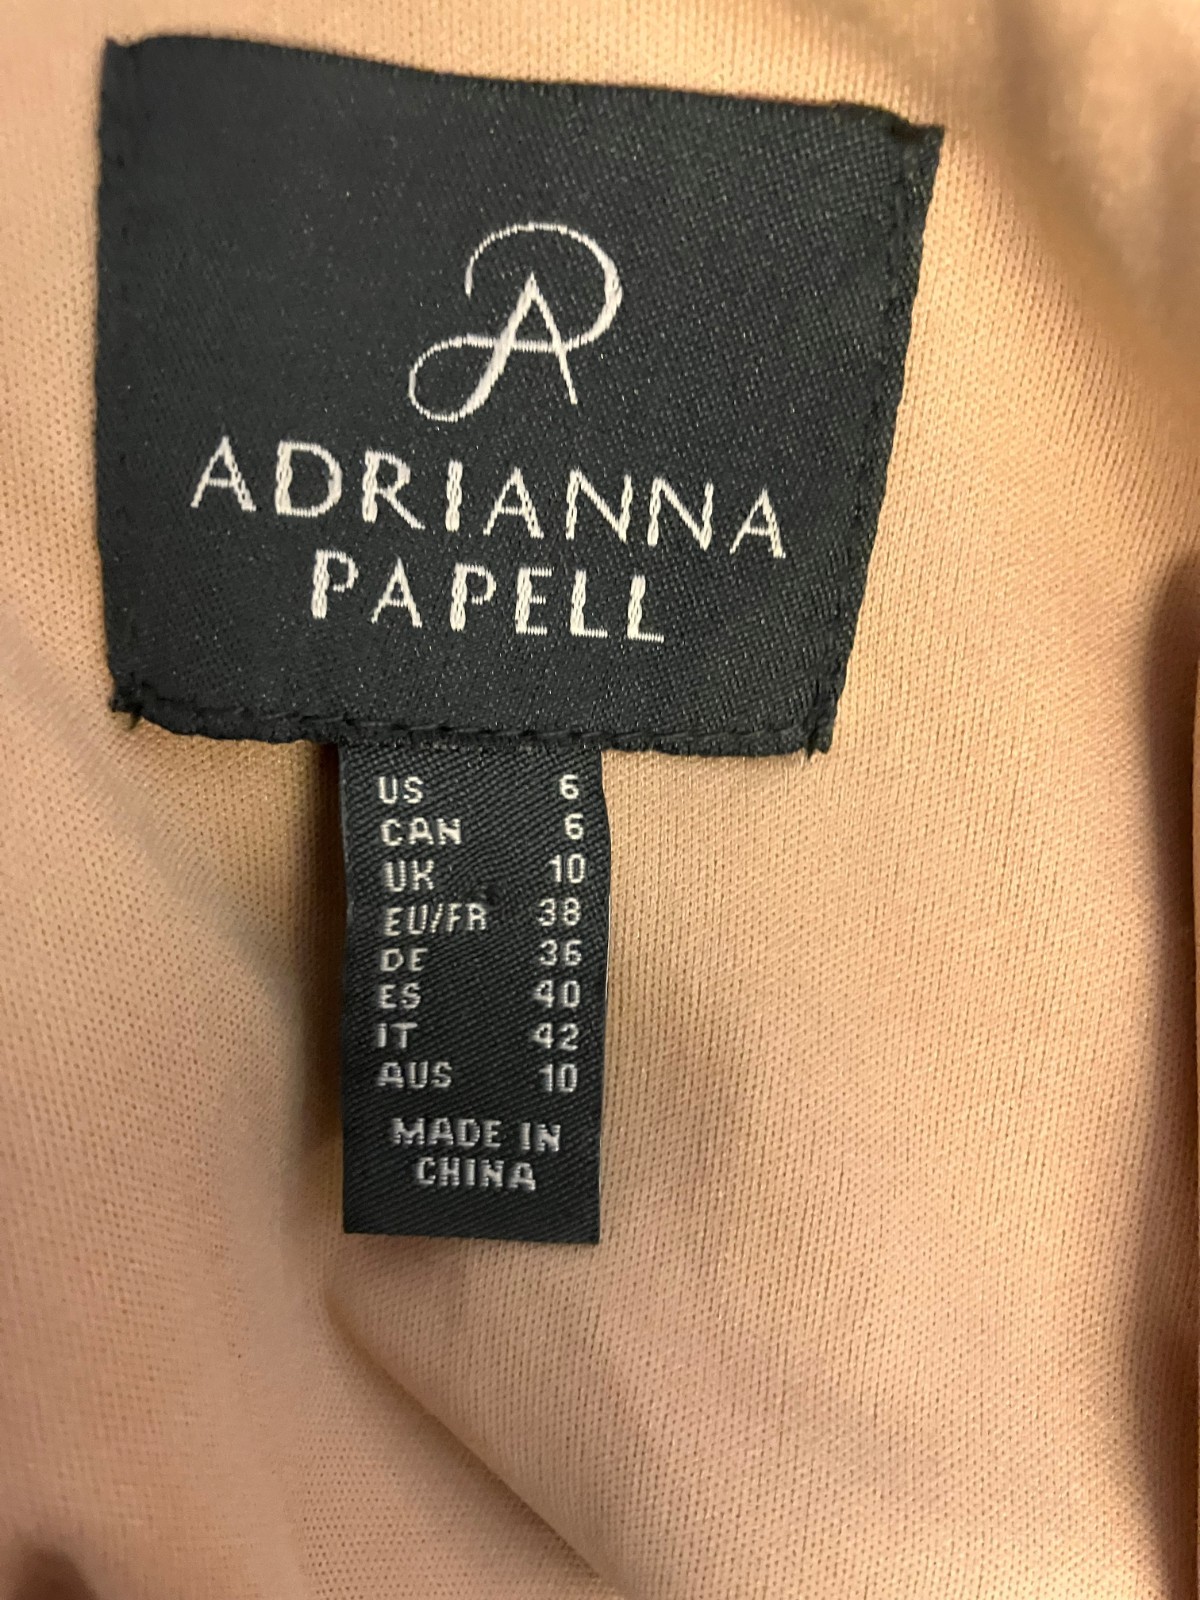 AP
ADRIANNA
PAPELL
US 6
CAN 6
UK 10
EU/FR 38
DE 36
ES 40
IT 42
AUS 10
MADE IN
CHINA